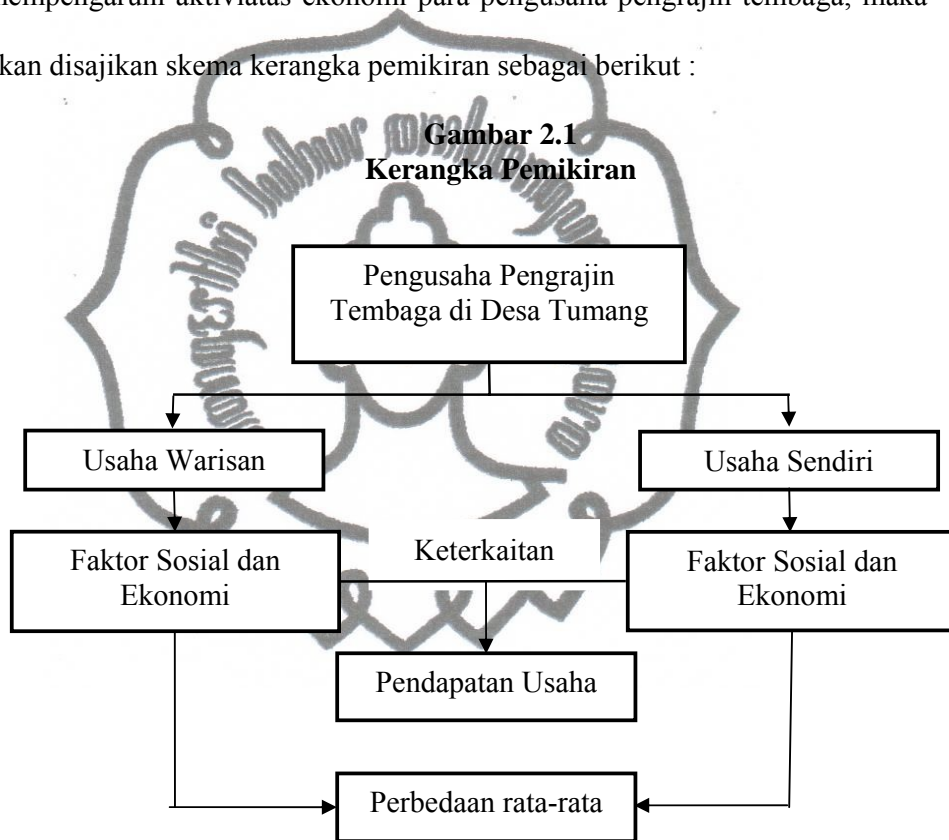 mempengaruhi aktiviatas ekonomi para pengusaha pengrajin tembaga, maka
kan disajikan skema kerangka pemikiran sebagai berikut :
Gambar 2.1
Kerangka Pemikiran
Pengusaha Pengrajin
Tembaga di Desa Tumang
Usaha Warisan
Usaha Sendiri
Faktor Sosial dan
Ekonomi
Keterkaitan
Faktor Sosial dan
Ekonomi
Pendapatan Usaha
Perbedaan rata-rata